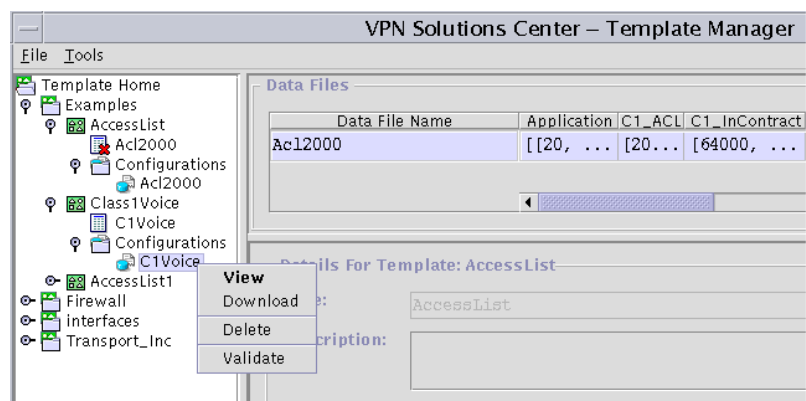 VPN Solutions Center – Template Manager
File Tools
Template Home
Examples
AccessList
Acl2000
Configurations
Acl2000
Class1Voice
C1Voice
Configurations
C1Voice
AccessList1
Firewall
interfaces
Transport_Inc
View
Download
Delete
Validate
Data Files
Data File Name Application C1_ACL C1_InContract
Acl2000 [[20, ... [20... [64000, ...
ils For Template: AccessList
AccessList
cription: